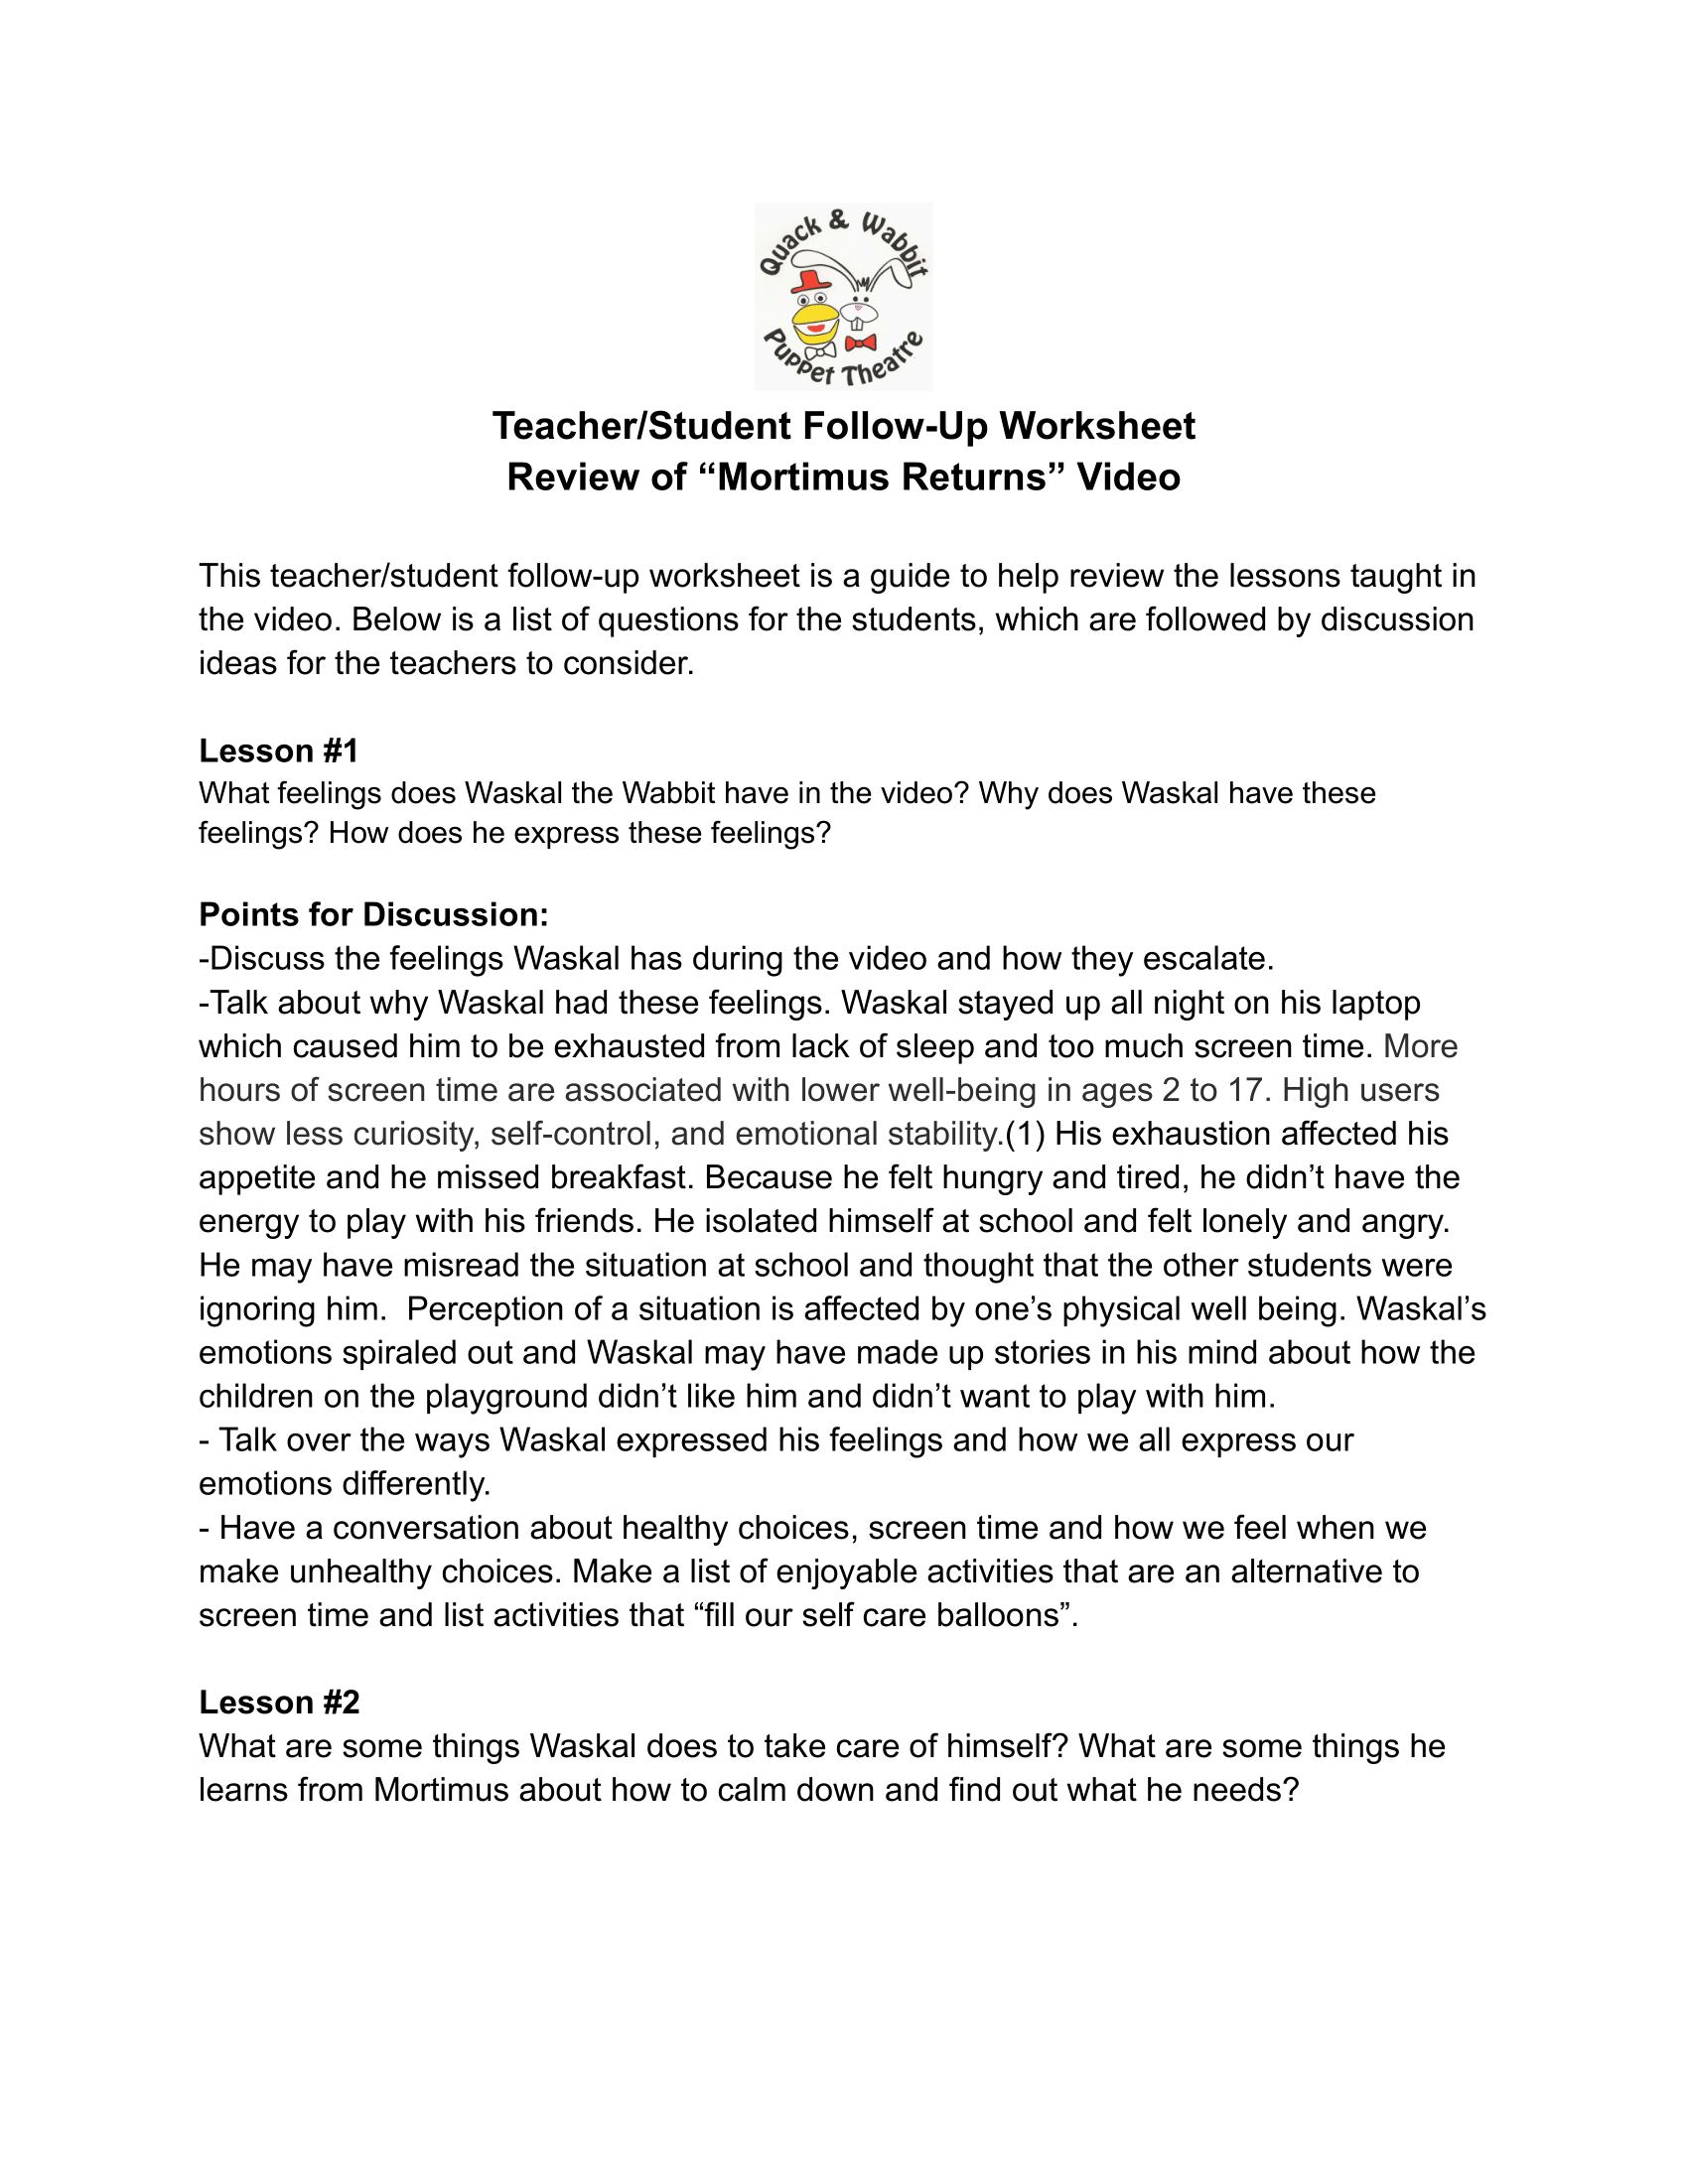 Quack & Wabbit
Puppet Theatre
Teacher/Student Follow-Up Worksheet
Review of “Mortimus Returns” Video
This teacher/student follow-up worksheet is a guide to help review the lessons taught in
the video. Below is a list of questions for the students, which are followed by discussion
ideas for the teachers to consider.
Lesson #1
What feelings does Waskal the Wabbit have in the video? Why does Waskal have these
feelings? How does he express these feelings?
Points for Discussion:
-Discuss the feelings Waskal has during the video and how they escalate.
-Talk about why Waskal had these feelings. Waskal stayed up all night on his laptop
which caused him to be exhausted from lack of sleep and too much screen time. More
hours of screen time are associated with lower well-being in ages 2 to 17. High users
show less curiosity, self-control, and emotional stability.(1) His exhaustion affected his
appetite and he missed breakfast. Because he felt hungry and tired, he didn’t have the
energy to play with his friends. He isolated himself at school and felt lonely and angry.
He may have misread the situation at school and thought that the other students were
ignoring him.  Perception of a situation is affected by one’s physical well being. Waskal’s
emotions spiraled out and Waskal may have made up stories in his mind about how the
children on the playground didn’t like him and didn’t want to play with him.
- Talk over the ways Waskal expressed his feelings and how we all express our
emotions differently.
- Have a conversation about healthy choices, screen time and how we feel when we
make unhealthy choices. Make a list of enjoyable activities that are an alternative to
screen time and list activities that “fill our self care balloons”.
Lesson #2
What are some things Waskal does to take care of himself? What are some things he
learns from Mortimus about how to calm down and find out what he needs?